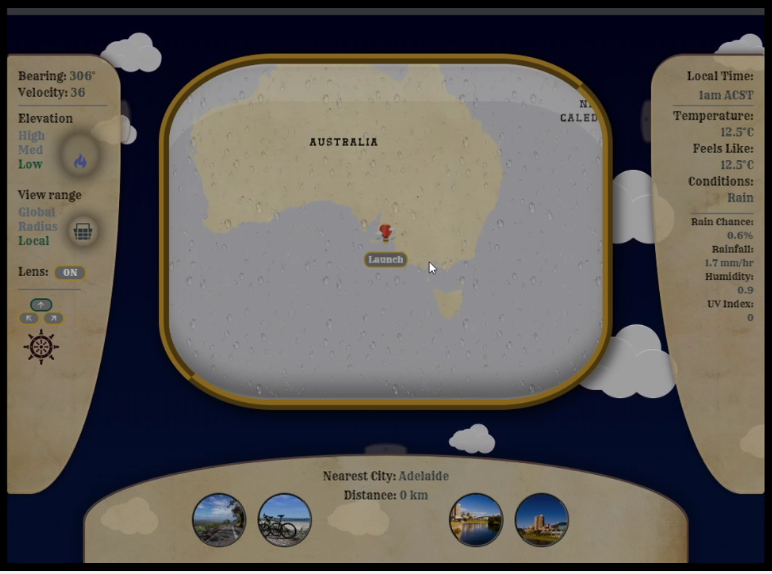 Bearing: 306°
Velocity: 36
Elevation
High
Med
Low
View range
Global
Radius
Local
Lens: ON
AUSTRALIA
CALED
Launch
Local Time:
1am ACST
Temperature:
12.5°C
Feels Like:
12.5°C
Conditions:
Rain
Rain Chance:
0.6%
Rainfall:
1.7 mm/hr
Humidity:
0.9
UV Index:
0
Nearest City: Adelaide
Distance: 0 km